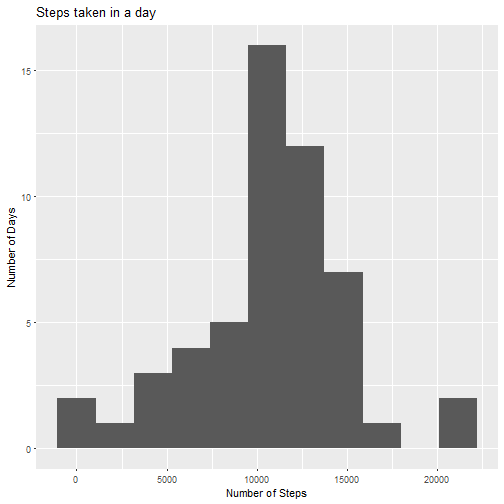 Steps taken in a day
15
10
5
0
Number of Days
0 5000 10000 15000 20000
Number of Steps